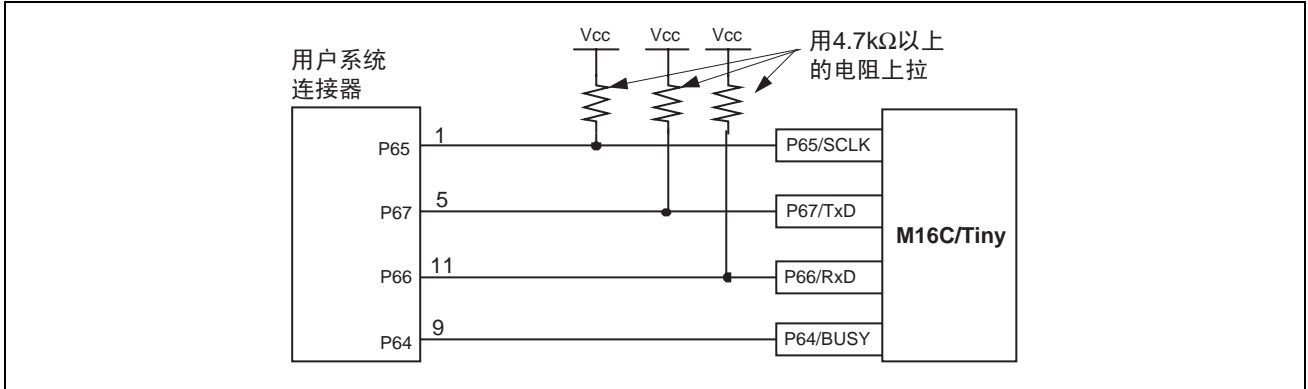 Vcc Vcc Vcc
用4.7kΩ以上
的电阻上拉
用户系统
连接器
P65 1 P65/SCLK
P67 5 P67/TxD
M16C/Tiny
P66 11 P66/RxD
P64 9 P64/BUSY